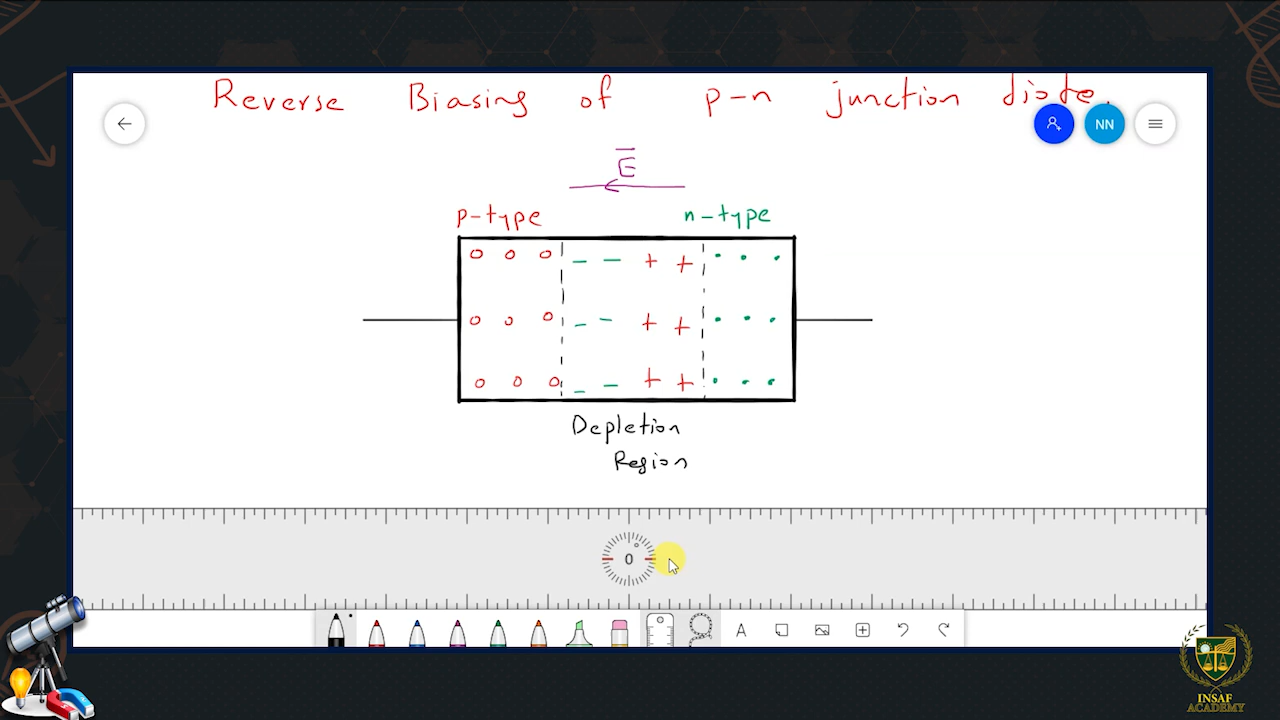 Reverse Biasing of p-n junction diode.
NN
E
p-type n-type
o o o - - + + . . .
o o o - - + + . . .
o o o - - + + . . .
Depletion
Region
0
A
INSAF
ACADEMY